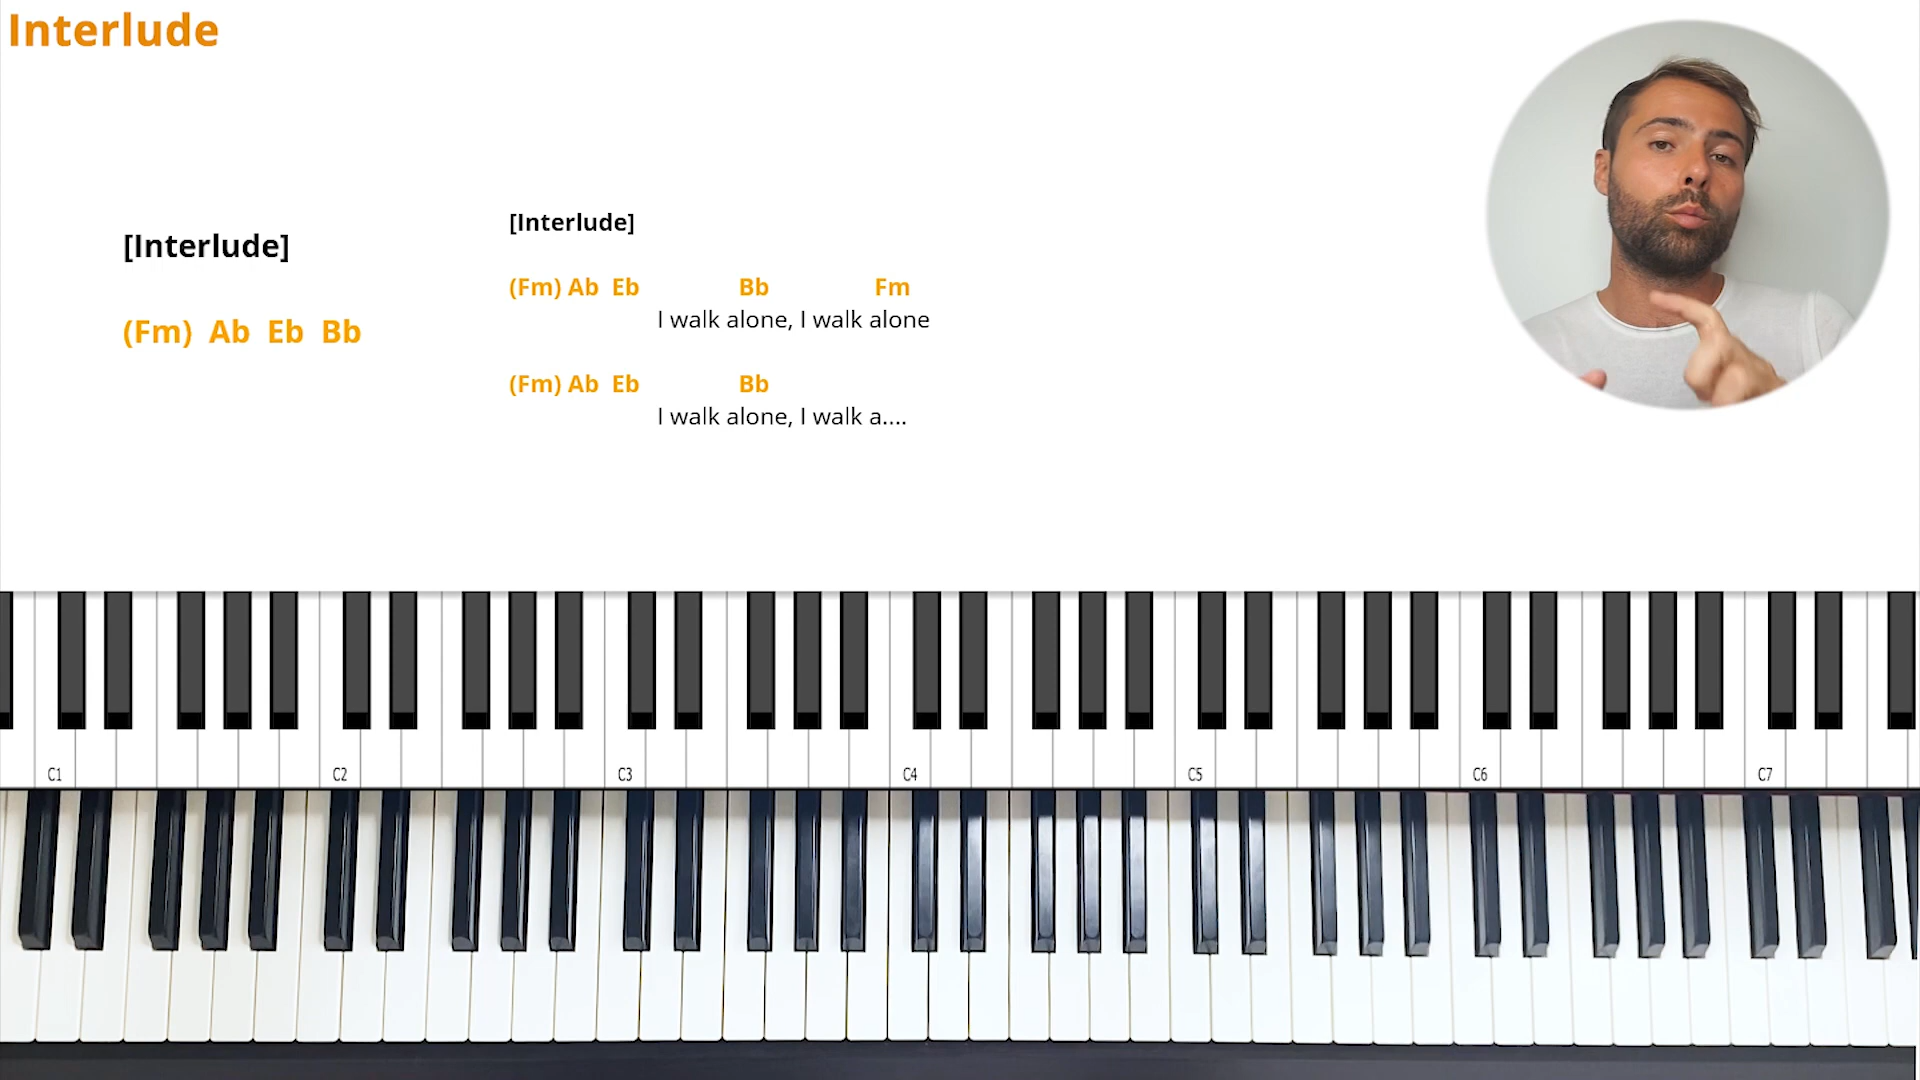 Interlude
[Interlude]
(Fm) Ab Eb Bb
[Interlude]
(Fm) Ab Eb Bb Fm
I walk alone, I walk alone
(Fm) Ab Eb Bb
I walk alone, I walk a....
C1 C2 C3 C4 C5 C6 C7